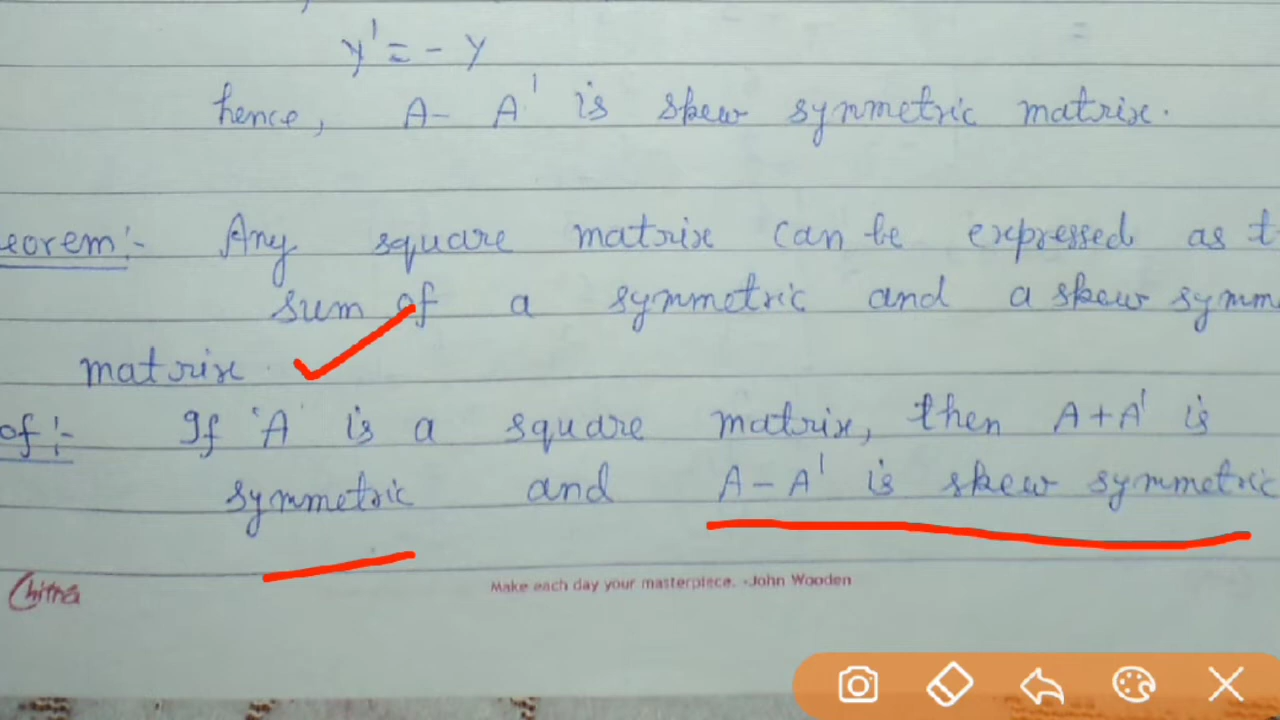 y' = - y
hence, A - A' is skew symmetric matrix.
eorem:- Any square matrix can be expressed as t
sum of a symmetric and a skew symm
matrix.
of :- If 'A' is a square matrix, then A + A' is
symmetric and A - A' is skew symmetric
Chitra
Make each day your masterpiece. -John Wooden